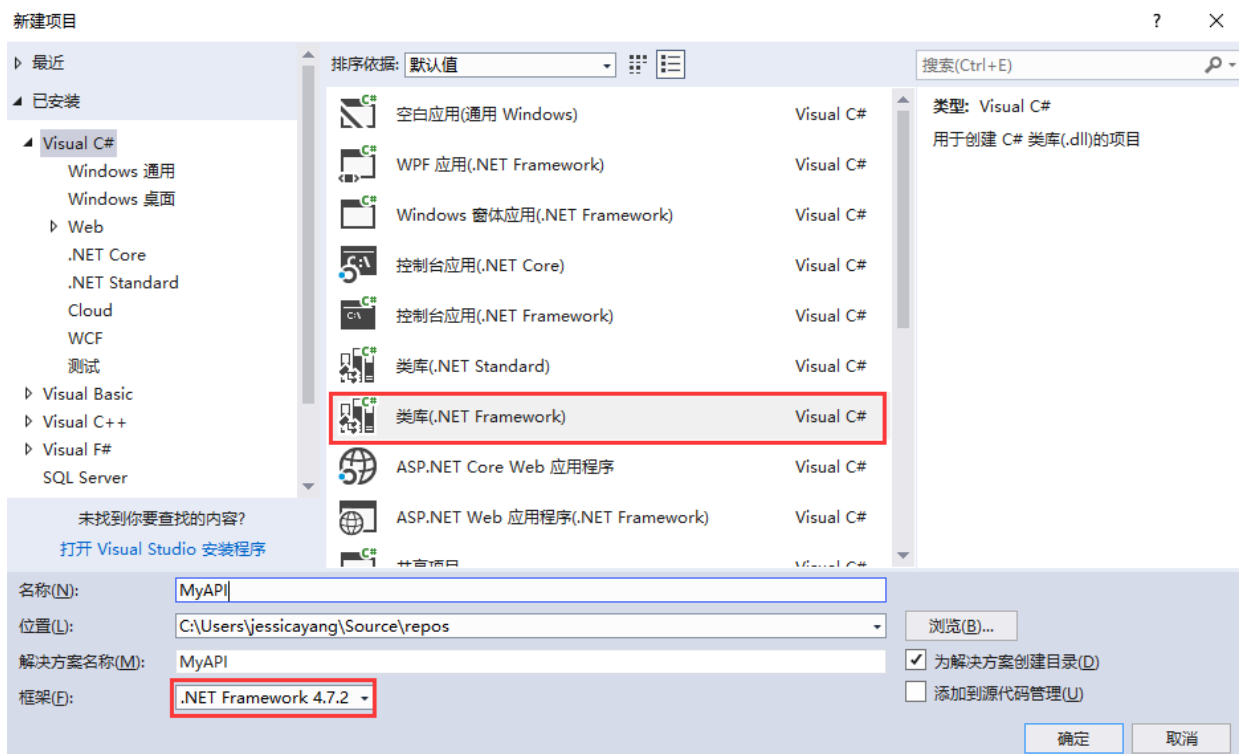 新建项目
?
最近
已安装
Visual C#
Windows 通用
Windows 桌面
Web
.NET Core
.NET Standard
Cloud
WCF
测试
Visual Basic
Visual C++
Visual F#
SQL Server
未找到你要查找的内容?
打开 Visual Studio 安装程序
排序依据: 默认值
空白应用(通用 Windows) Visual C#
WPF 应用(.NET Framework) Visual C#
Windows 窗体应用(.NET Framework) Visual C#
控制台应用(.NET Core) Visual C#
控制台应用(.NET Framework) Visual C#
类库(.NET Standard) Visual C#
类库(.NET Framework) Visual C#
ASP.NET Core Web 应用程序 Visual C#
ASP.NET Web 应用程序(.NET Framework) Visual C#
共享项目 Visual C#
搜索(Ctrl+E)
类型: Visual C#
用于创建 C# 类库(.dll)的项目
名称(N): MyAPI
位置(L): C:\Users\jessicayang\Source\repos 浏览(B)...
解决方案名称(M): MyAPI 为解决方案创建目录(D)
框架(F): .NET Framework 4.7.2 添加到源代码管理(U)
确定 取消